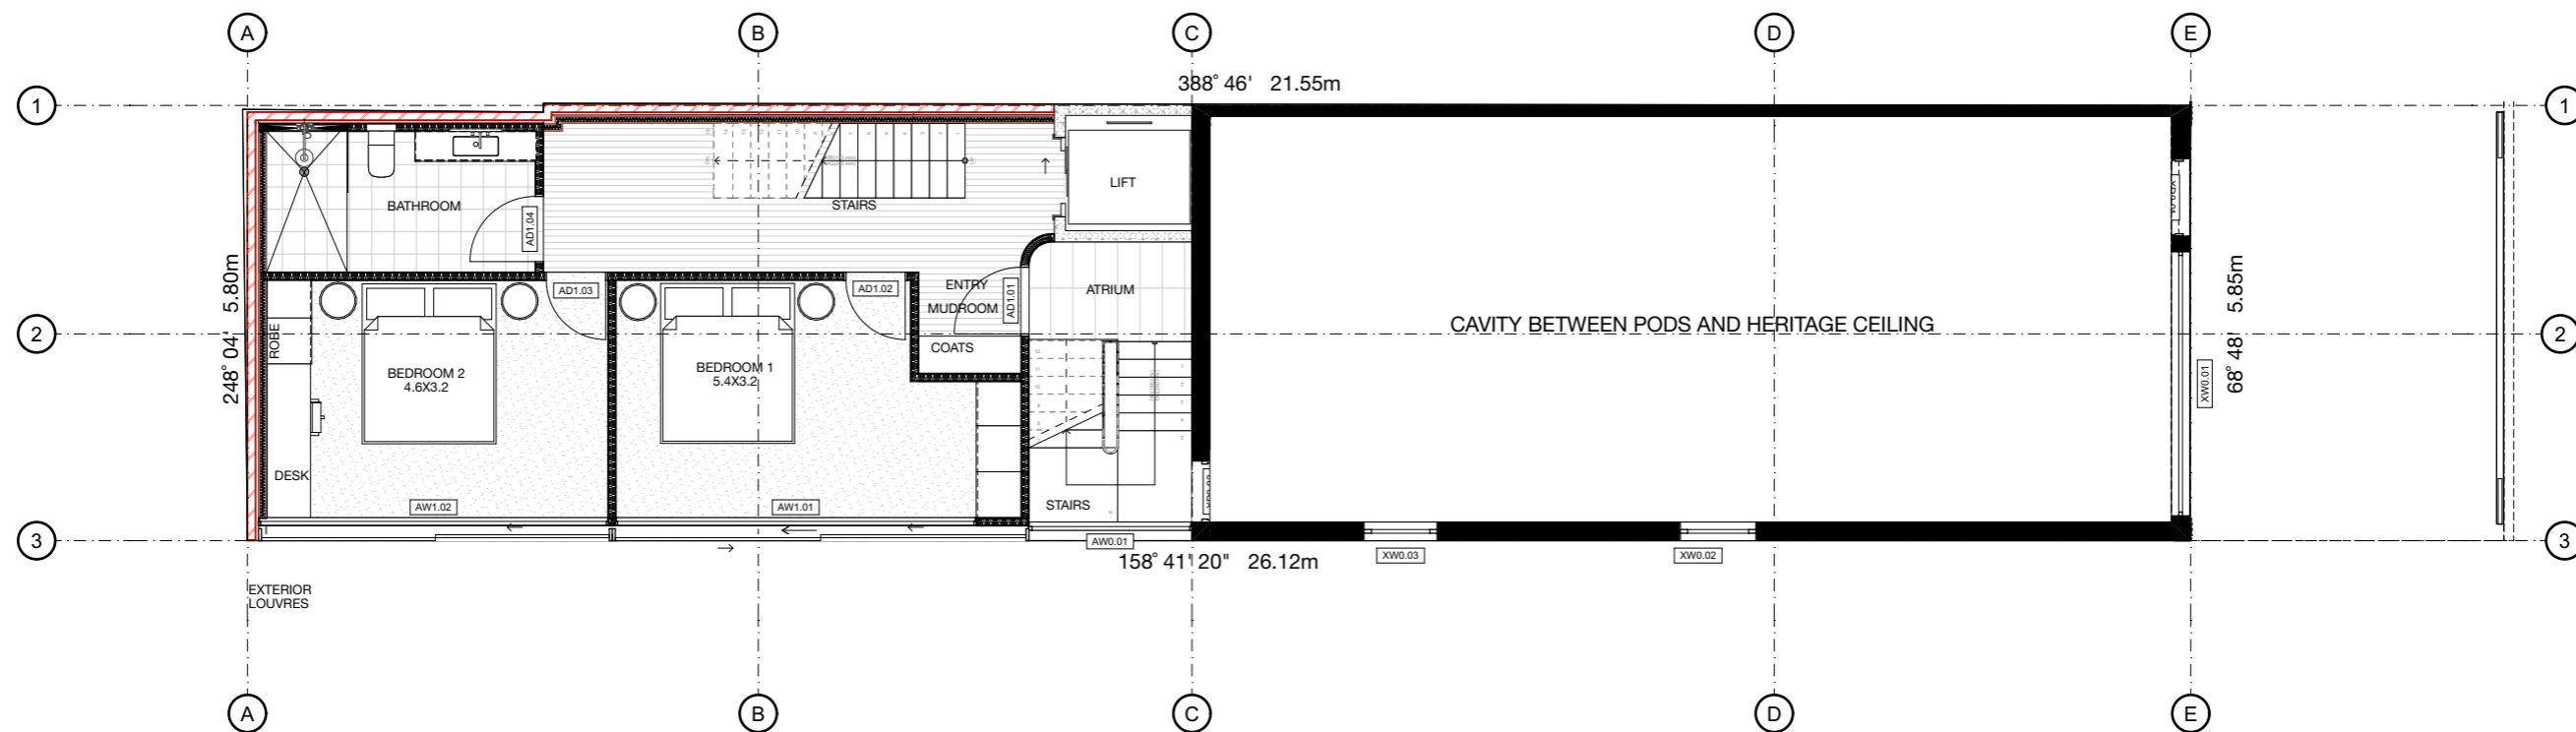 A
B
C
D
E
388° 46'   21.55m
1
1
LIFT
BATHROOM
STAIRS
AD1.04
248° 04'   5.80m
ENTRY
MUDROOM
AD1.01
ATRIUM
AD1.03
AD1.02
68° 48'   5.85m
2
2
CAVITY BETWEEN PODS AND HERITAGE CEILING
ROBE
COATS
BEDROOM 2
4.6X3.2
BEDROOM 1
5.4X3.2
XW0.01
DESK
AW1.02
AW1.01
STAIRS
3
3
AW0.01
XW0.03
XW0.02
158° 41' 20"   26.12m
EXTERIOR
LOUVRES
A
B
C
D
E